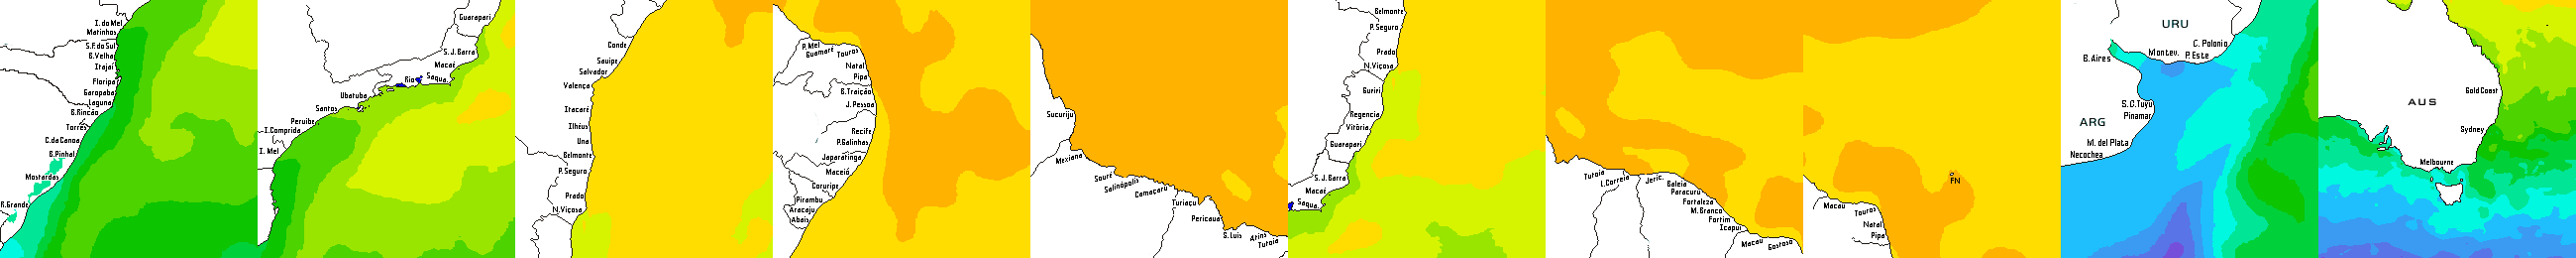 I. do Mel
Matinhos
S.F. do Sul
B.Velha
Itajaí
Floripa
Garopaba
Laguna
B.Rincão
Torres
C.da Canoa
B.Pinhal
Mostardas
R.Grande
Guarapari
S.J.Barra
Macaé
Rio
Saqua.
Ubatuba
Santos
Peruíbe
I.Comprida
I. Mel
Conde
Sauípe
Salvador
Valença
Itacaré
Ilhéus
Una
Belmonte
P.Seguro
Prado
N.Viçosa
P.Mel
Guamaré
Touros
Natal
Pipa
B.Traição
J.Pessoa
Recife
P.Galinhas
Japaratinga
Maceió
Coruripe
Pirambu
Aracaju
Abaís
Sucuriju
Mexiana
Souré
Salinópolis
Camaçaru
Turiaçu
Pericaua
S.Luís
Atins
Tutoia
Belmonte
P.Seguro
Prado
N.Viçosa
Guriri
Regencia
Vitória
Guarapari
S.J.Barra
Macaé
Saqua.
Tutoia
L.Correia
Jeric.
Baleia
Paracuru
Fortaleza
M.Branco
Fortim
Icapuí
Macau
Gostoso
FN
Macau
Touros
Natal
Pipa
URU
C. Polonio
Montev.
P.Este
B.Aires
S.C.Tuyu
Pinamar
ARG
M. del Plata
Necochea
Gold Coast
AUS
Sydney
Melbourne